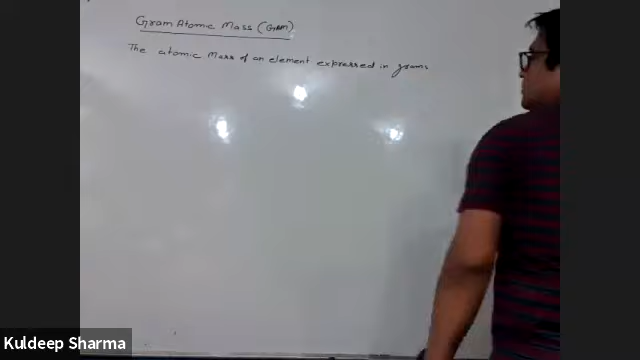 Gram Atomic Mass (GAM)
The atomic Mass of an element expressed in grams
Kuldeep Sharma